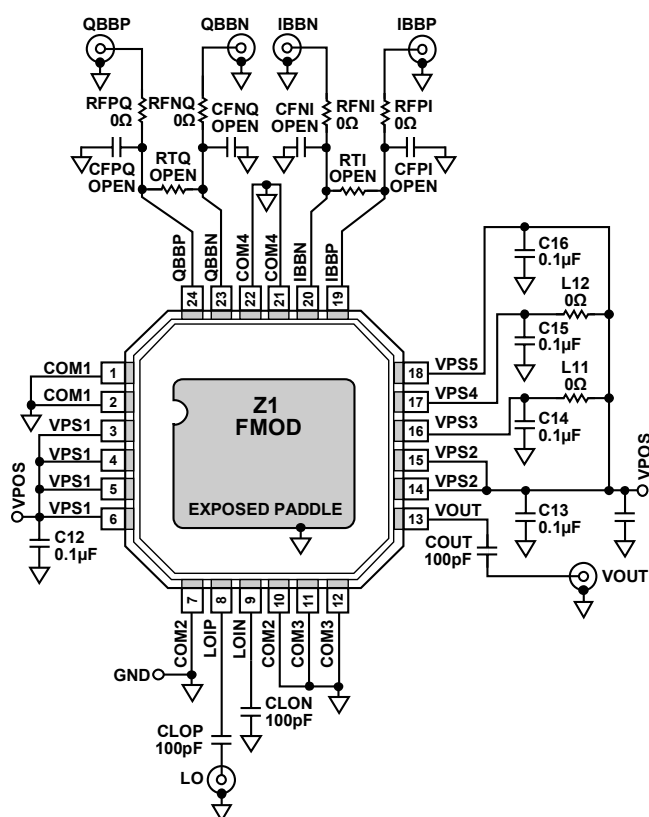 QBBP
QBBN
IBBN
IBBP
RFPQ
0Ω
RFNQ
0Ω
CFNQ
OPEN
CFNI
OPEN
RFNI
0Ω
RFPI
0Ω
CFPQ
OPEN
RTQ
OPEN
RTI
OPEN
CFPI
OPEN
QBBP
QBBN
COM4
COM4
IBBN
IBBP
24
23
22
21
20
19
C16
0.1µF
L12
0Ω
C15
0.1µF
L11
0Ω
C14
0.1µF
COM1
1
COM1
2
VPS1
3
VPS1
4
VPS1
5
VPS1
6
VPOS
C12
0.1µF
Z1
FMOD
EXPOSED PADDLE
18
VPS5
17
VPS4
16
VPS3
15
VPS2
14
VPS2
13
VOUT
VPOS
C13
0.1µF
COUT
100pF
VOUT
7
8
9
10
11
12
COM2
LOIP
LOIN
COM2
COM3
COM3
GND
CLOP
100pF
CLON
100pF
LO